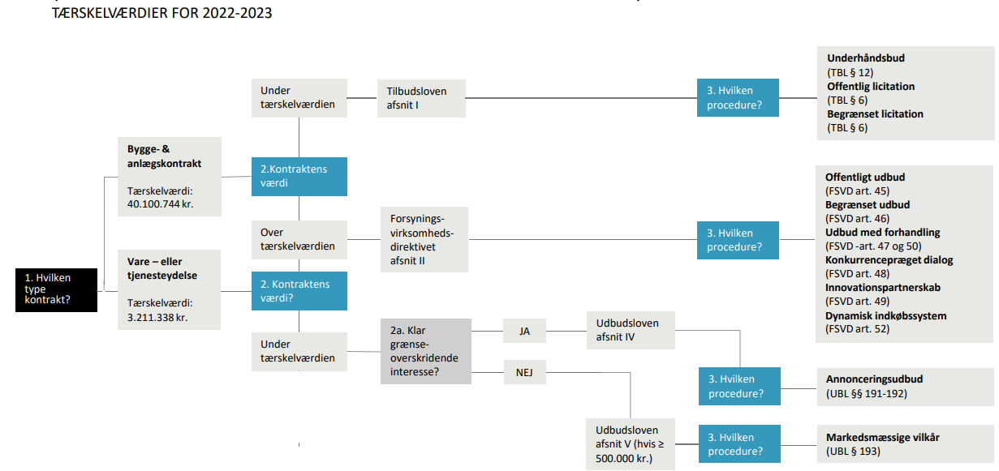 TÆRSKELVÆRDIER FOR 2022-2023
1. Hvilken
type
kontrakt?
Bygge- &
anlægskontrakt
Tærskelværdi:
40.100.744 kr.
Vare – eller
tjenesteydelse
Tærskelværdi:
3.211.338 kr.
Under
tærskelværdien
2.Kontraktens
værdi
Over
tærskelværdien
2. Kontraktens
værdi?
Under
tærskelværdien
Tilbudsloven
afsnit I
Forsynings-
virksomheds-
direktivet
afsnit II
2a. Klar
grænse-
overskridende
interesse?
JA
NEJ
Udbudsloven
afsnit IV
Udbudsloven
afsnit V (hvis ≥
500.000 kr.)
3. Hvilken
procedure?
Underhåndsbud
(TBL § 12)
Offentlig licitation
(TBL § 6)
Begrænset licitation
(TBL § 6)
3. Hvilken
procedure?
Offentligt udbud
(FSVD art. 45)
Begrænset udbud
(FSVD art. 46)
Udbud med forhandling
(FSVD -art. 47 og 50)
Konkurrencepræget dialog
(FSVD art. 48)
Innovationspartnerskab
(FSVD art. 49)
Dynamisk indkøbssystem
(FSVD art. 52)
3. Hvilken
procedure?
Annonceringsudbud
(UBL §§ 191-192)
3. Hvilken
procedure?
Markedsmæssige vilkår
(UBL § 193)